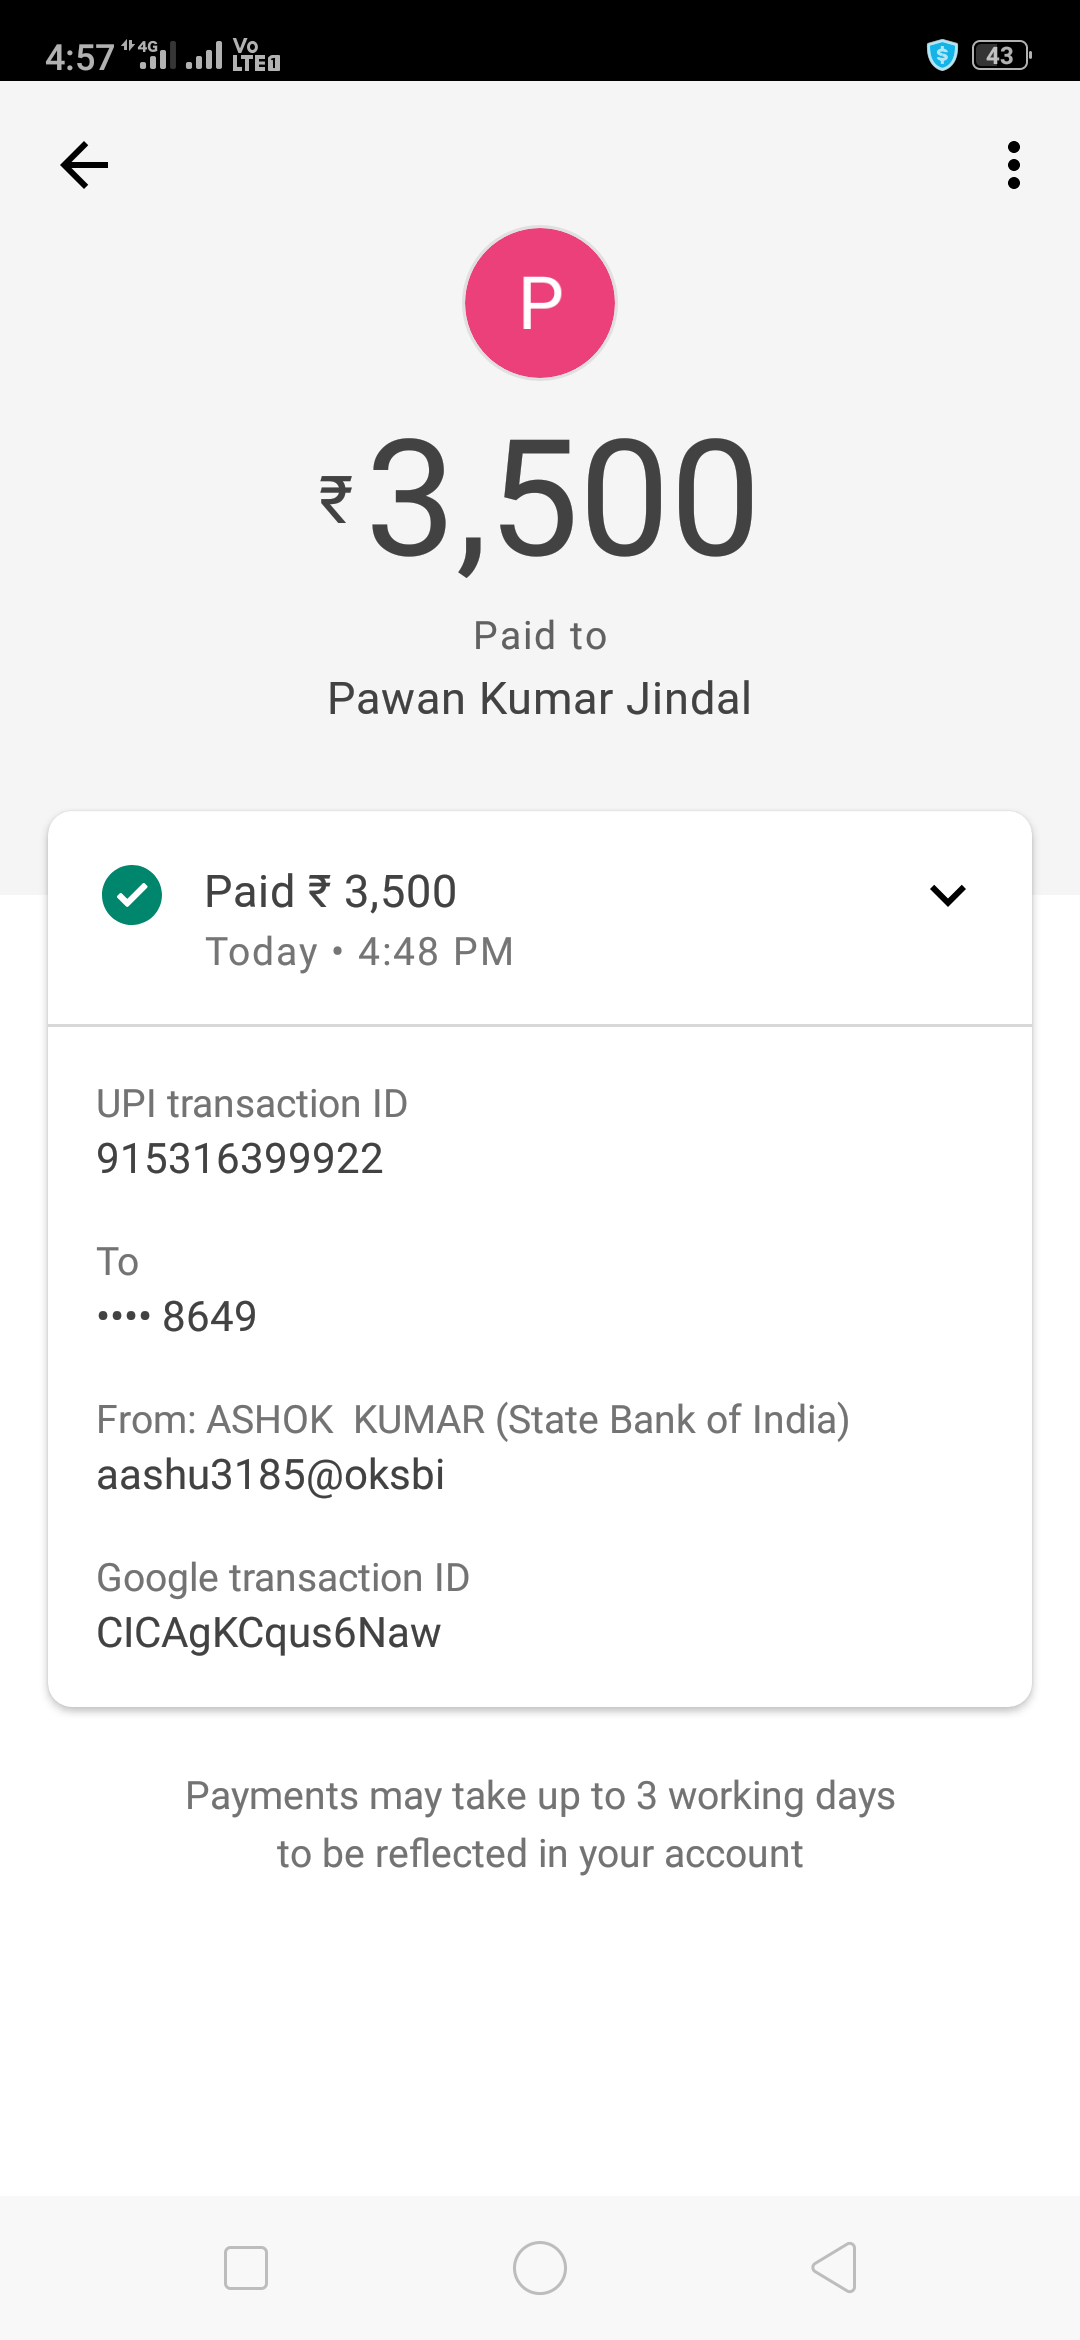 4:57 4G Vo LTE1 43
P
₹3,500
Paid to
Pawan Kumar Jindal
Paid ₹ 3,500
Today • 4:48 PM
UPI transaction ID
915316399922
To
•••• 8649
From: ASHOK  KUMAR (State Bank of India)
aashu3185@oksbi
Google transaction ID
CICAgKCqus6Naw
Payments may take up to 3 working days
to be reflected in your account